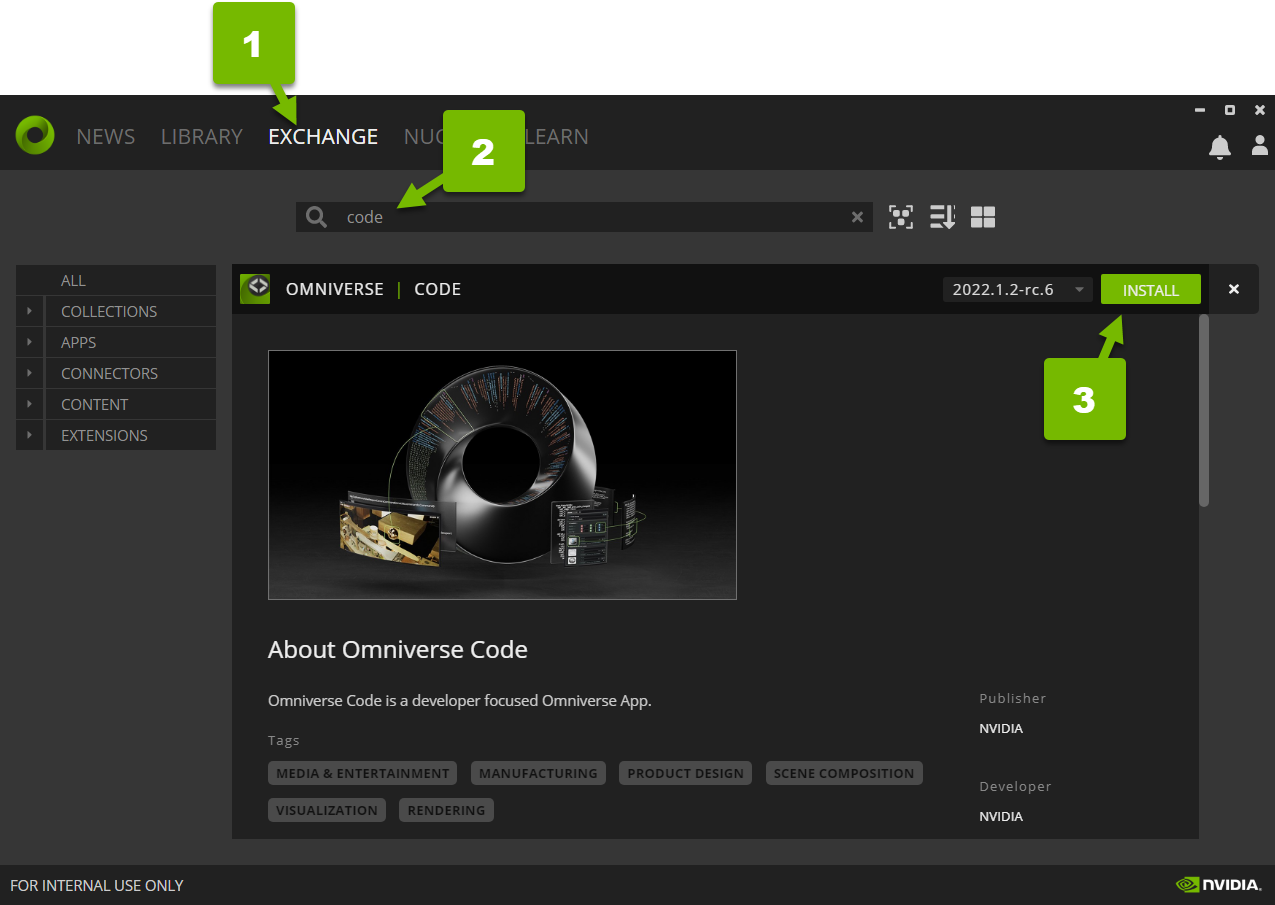 1
NEWS LIBRARY EXCHANGE NUC LEARN
2
code
ALL
COLLECTIONS
APPS
CONNECTORS
CONTENT
EXTENSIONS
OMNIVERSE | CODE 2022.1.2-rc.6 INSTALL
3
About Omniverse Code
Omniverse Code is a developer focused Omniverse App.
Tags
MEDIA & ENTERTAINMENT MANUFACTURING PRODUCT DESIGN SCENE COMPOSITION
VISUALIZATION RENDERING
Publisher
NVIDIA
Developer
NVIDIA
FOR INTERNAL USE ONLY
NVIDIA.